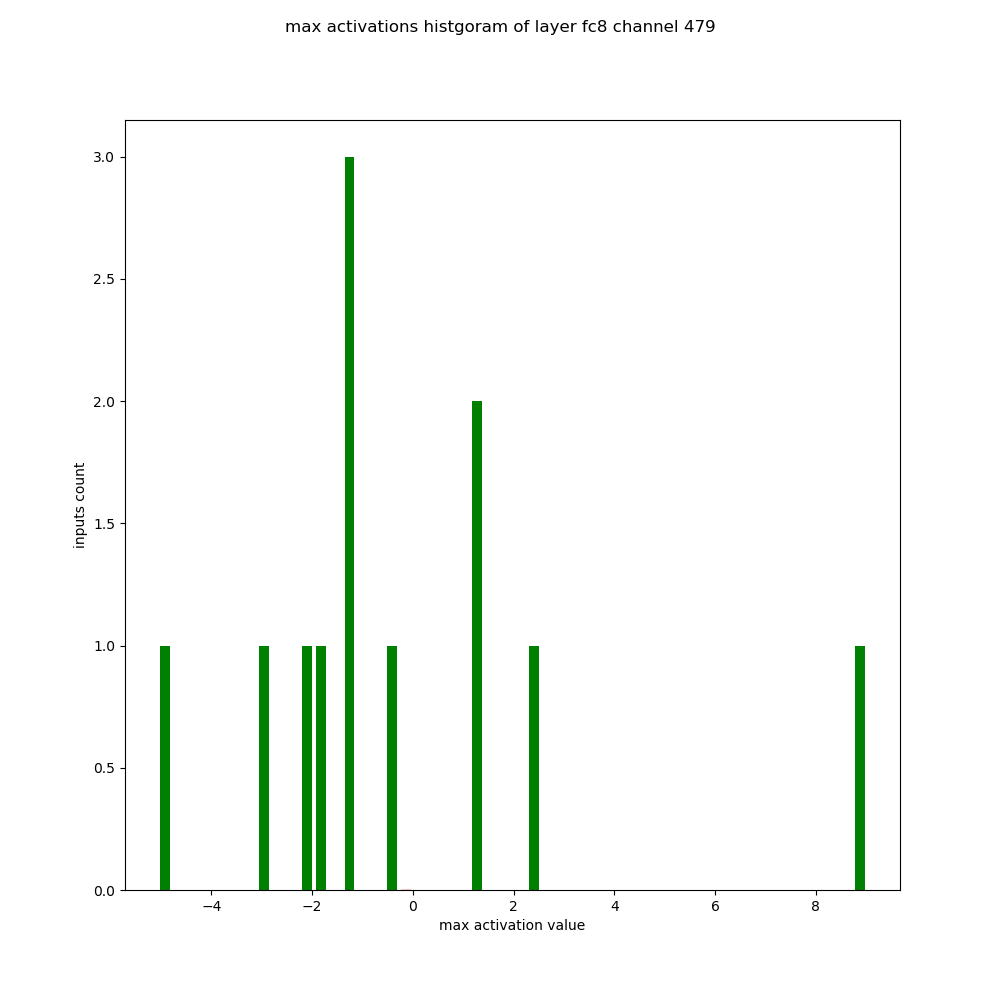 max activations histgoram of layer fc8 channel 479
3.0
2.5
2.0
1.5
1.0
0.5
0.0
inputs count
−4 −2 0 2 4 6 8
max activation value